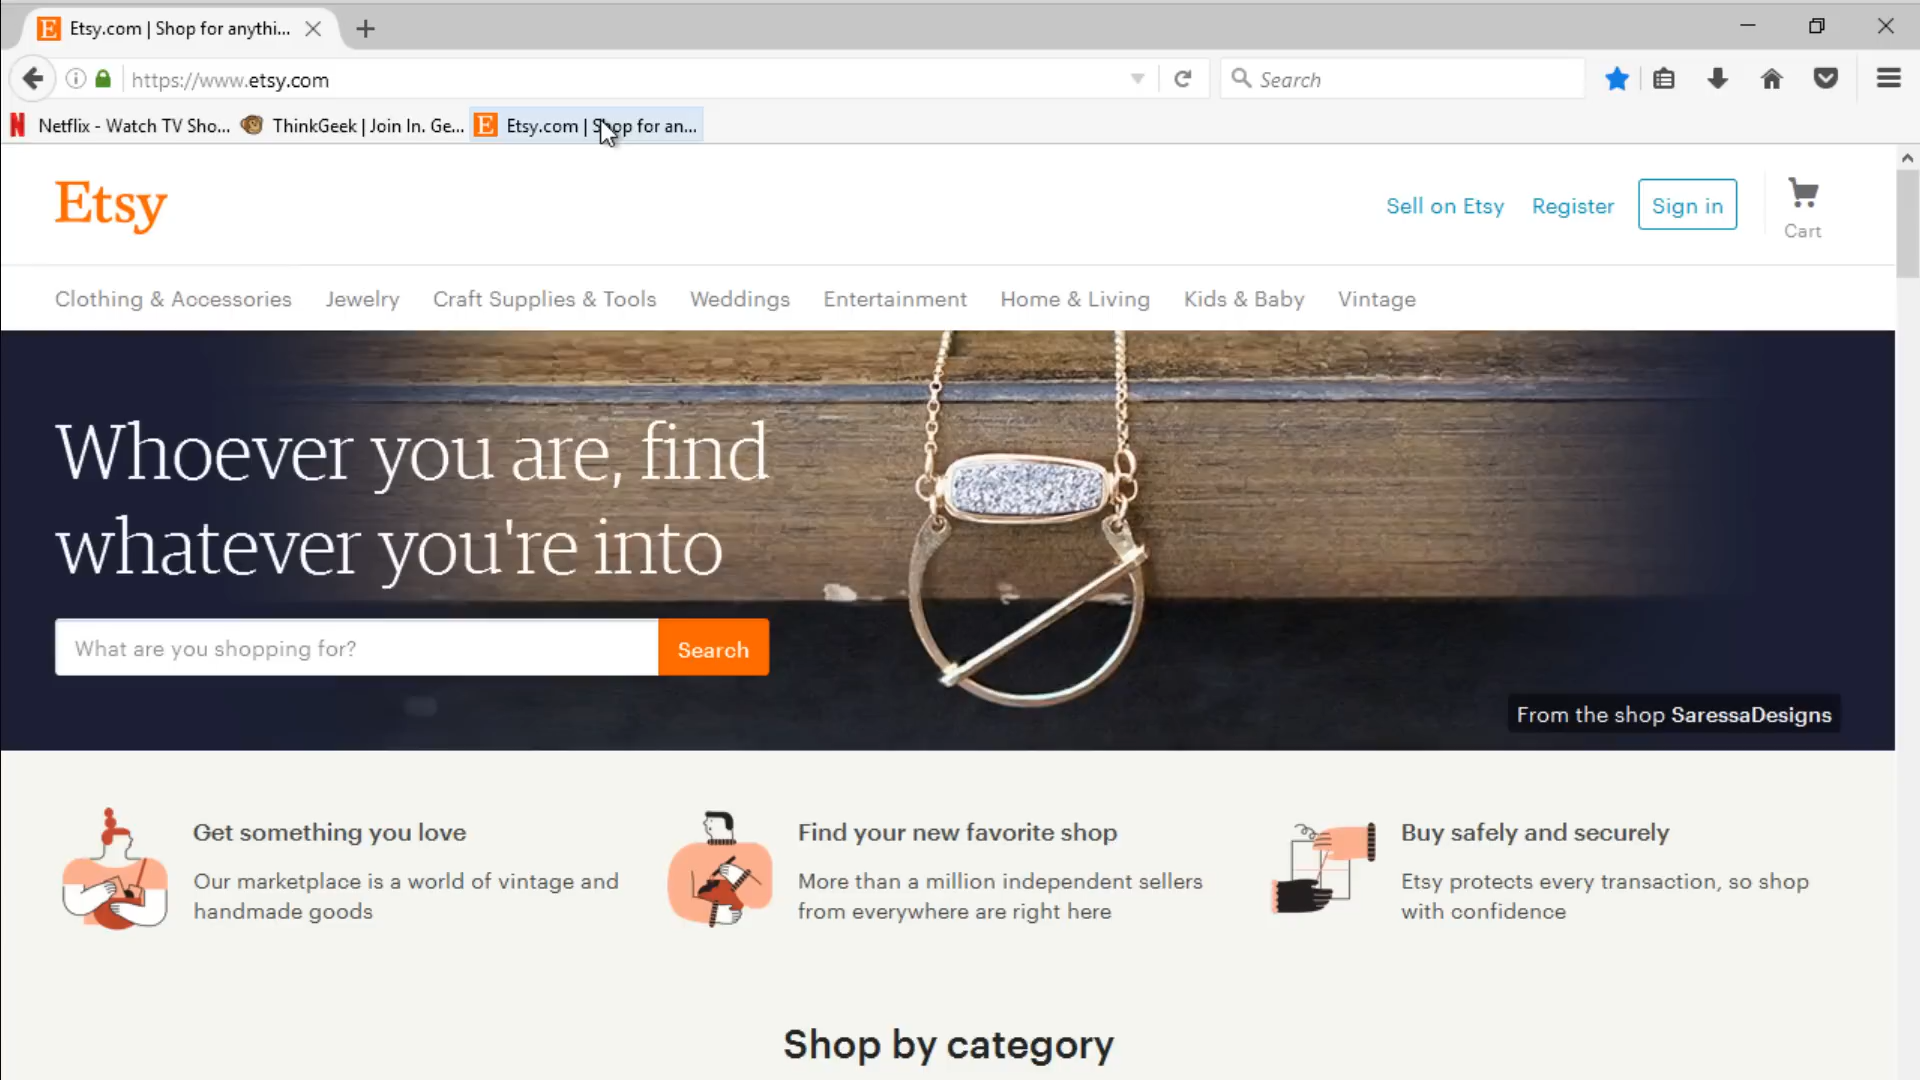 Etsy.com | Shop for anythi...
https://www.etsy.com
Search
Netflix - Watch TV Sho...
ThinkGeek | Join In. Ge...
Etsy.com | Shop for an...
Etsy
Sell on Etsy
Register
Sign in
Cart
Clothing & Accessories
Jewelry
Craft Supplies & Tools
Weddings
Entertainment
Home & Living
Kids & Baby
Vintage
Whoever you are, find
whatever you're into
What are you shopping for?
Search
From the shop SaressaDesigns
Get something you love
Our marketplace is a world of vintage and
handmade goods
Find your new favorite shop
More than a million independent sellers
from everywhere are right here
Buy safely and securely
Etsy protects every transaction, so shop
with confidence
Shop by category